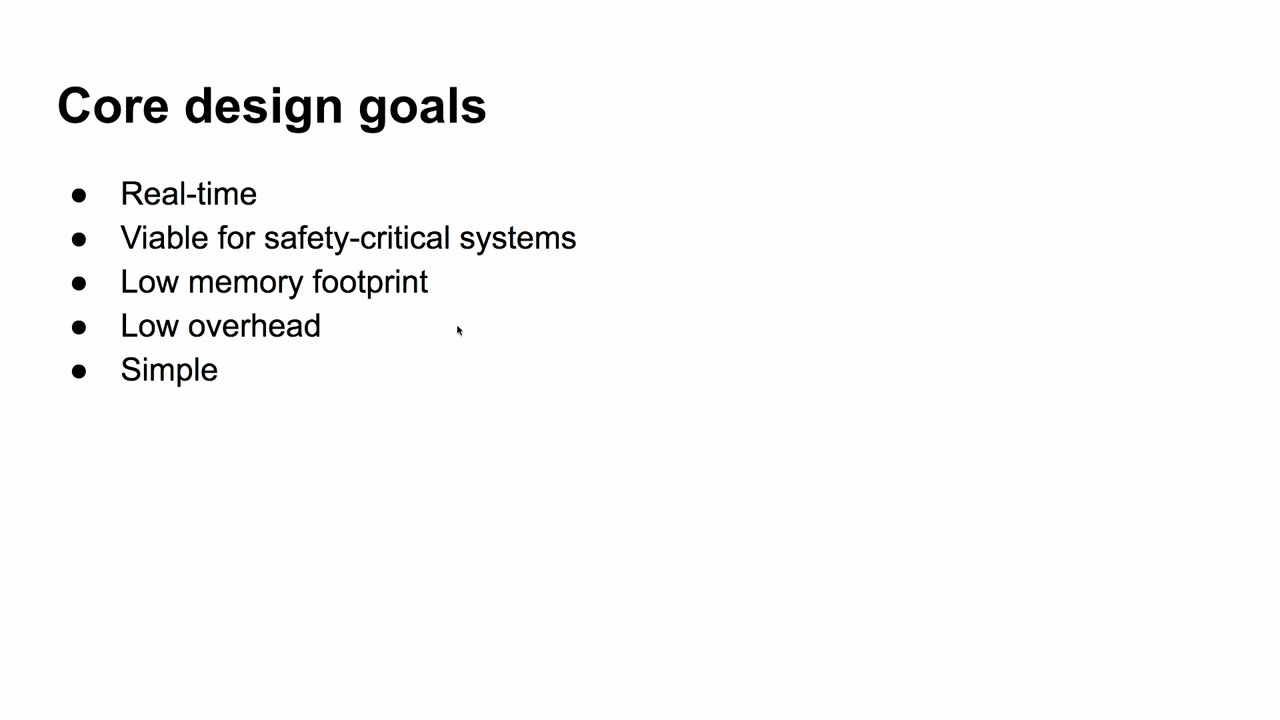 Core design goals
● Real-time
● Viable for safety-critical systems
● Low memory footprint
● Low overhead
● Simple